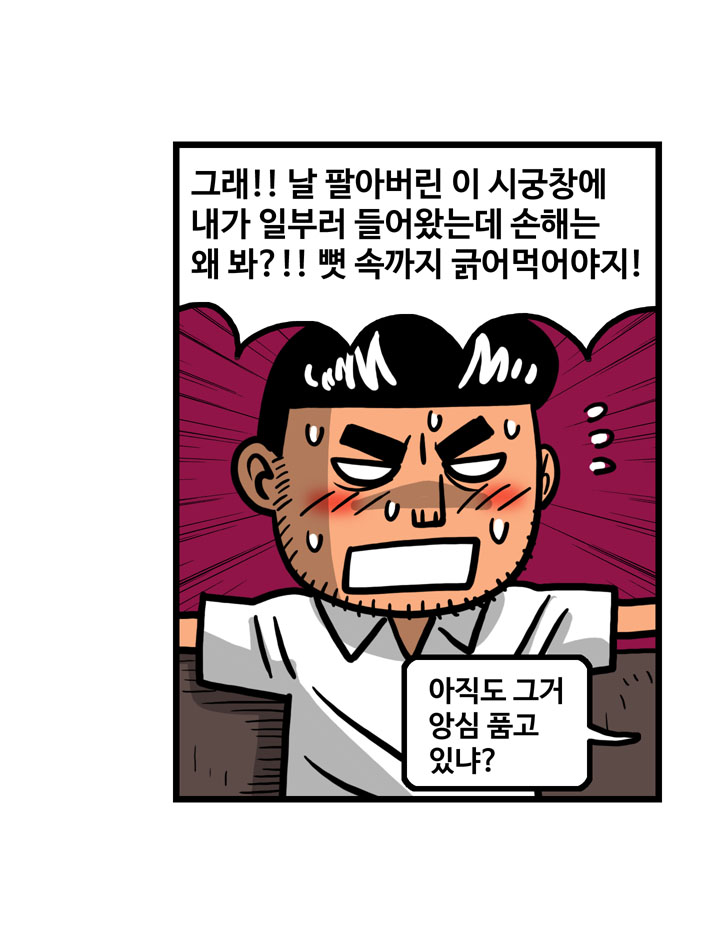 그래!! 날 팔아버린 이 시궁창에
내가 일부러 들어왔는데 손해는
왜 봐?!! 뼛 속까지 긁어먹어야지!
아직도 그거
앙심 품고
있냐?